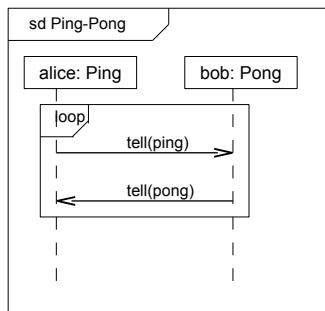 sd Ping-Pong
alice: Ping
bob: Pong
loop
tell(ping)
tell(pong)